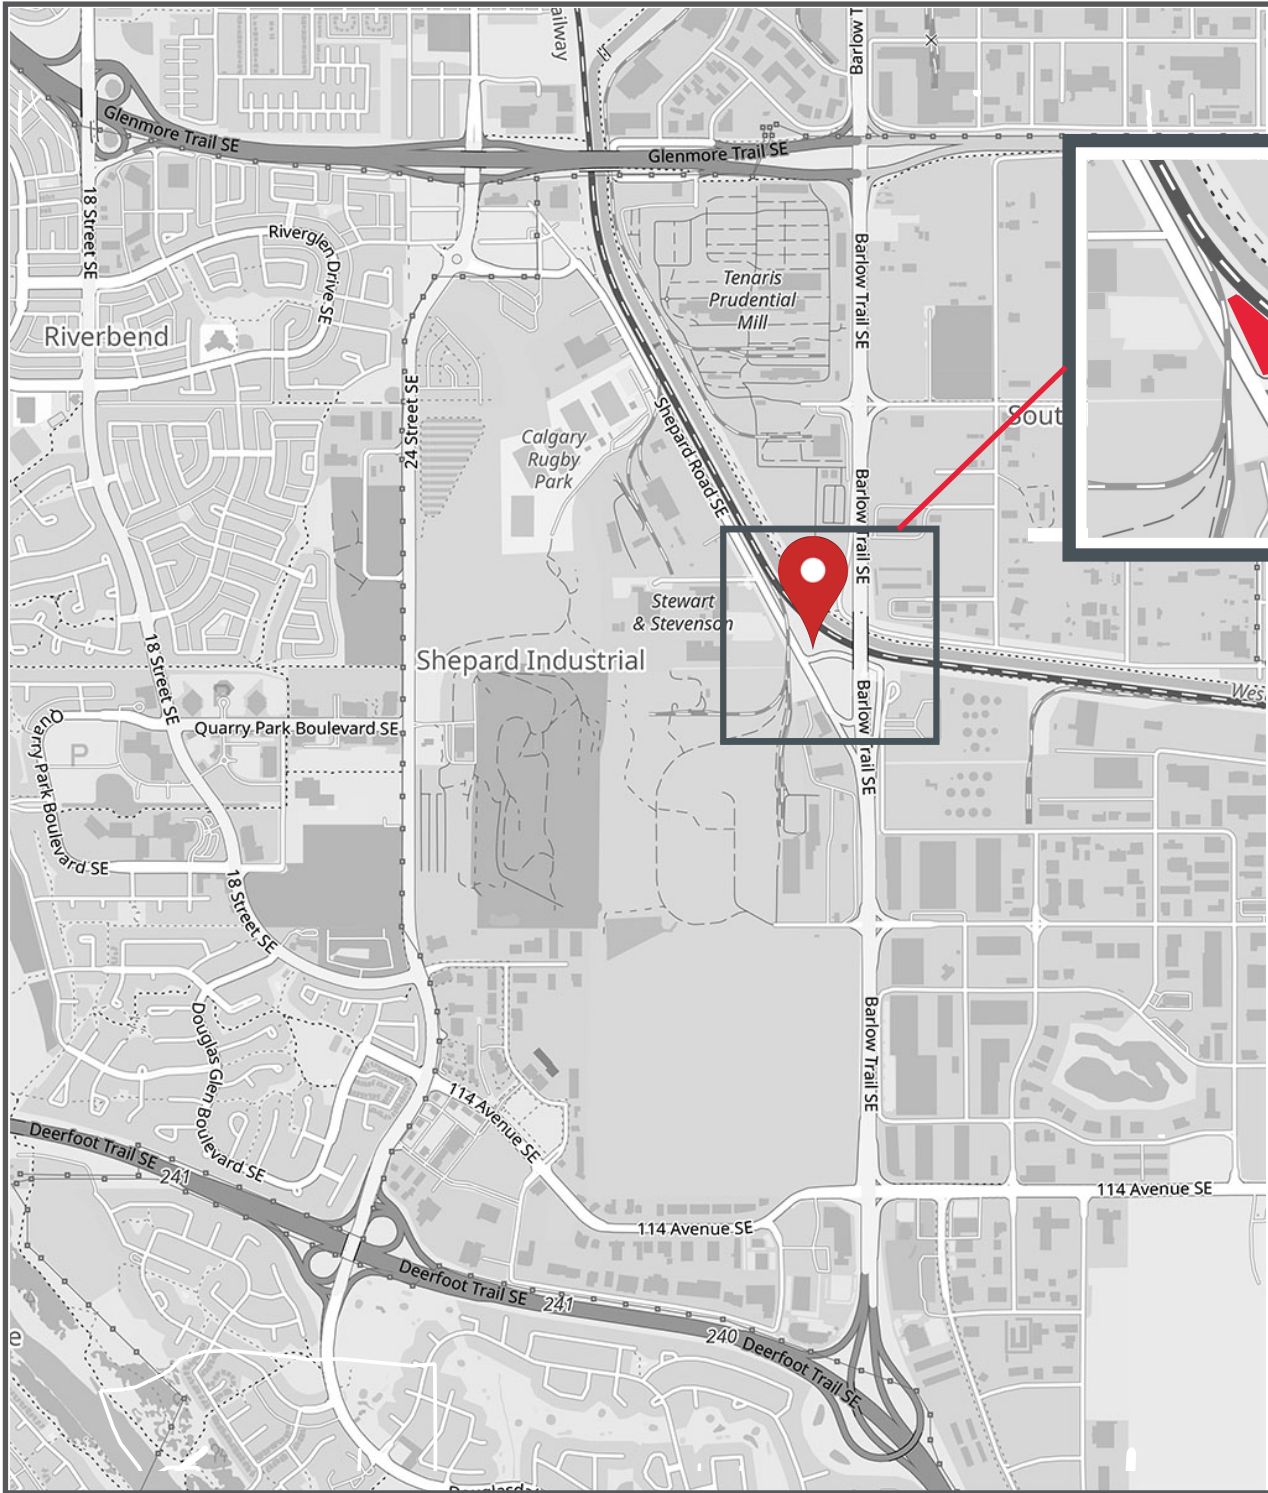 ailway
Barlow T
Glenmore Trail SE
Glenmore Trail SE
18 Street SE
Riverglen Drive SE
Barlow Trail SE
Tenaris
Prudential
Mill
Riverbend
24 Street SE
Shepard Road SE
Sout
Calgary
Rugby
Park
Barlow Trail SE
Stewart
& Stevenson
18 Street SE
Shepard Industrial
Barlow Trail SE
Wes
Quarry Park Boulevard SE
Quarry Park Boulevard SE
P
18 Street SE
Douglas Glen Boulevard SE
Barlow Trail SE
114 Avenue SE
Deerfoot Trail SE
241
114 Avenue SE
114 Avenue SE
Deerfoot Trail SE
241
240
Deerfoot Trail SE
e